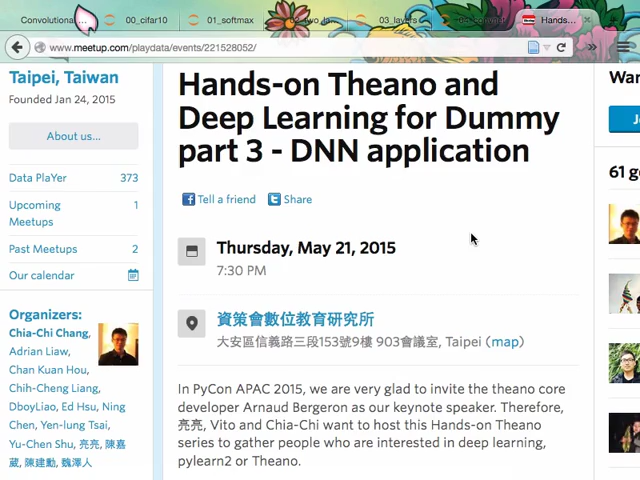 Convolutional...
00_cifar10
01_softmax
03_layers
Hands...
www.meetup.com/playdata/events/221528052/
Taipei, Taiwan
Founded Jan 24, 2015
About us...
Data PlaYer 373
Upcoming Meetups 1
Past Meetups 2
Our calendar
Organizers:
Chia-Chi Chang,
Adrian Liaw,
Chan Kuan Hou,
Chih-Cheng Liang,
DboyLiao, Ed Hsu, Ning
Chen, Yen-lung Tsai,
Yu-Chen Shu, 亮亮, 陳嘉
葳, 陳建勳, 魏澤人
Hands-on Theano and
Deep Learning for Dummy
part 3 - DNN application
Tell a friend
Share
Thursday, May 21, 2015
7:30 PM
資策會數位教育研究所
大安區信義路三段153號9樓 903會議室, Taipei (map)
In PyCon APAC 2015, we are very glad to invite the theano core
developer Arnaud Bergeron as our keynote speaker. Therefore,
亮亮, Vito and Chia-Chi want to host this Hands-on Theano
series to gather people who are interested in deep learning,
pylearn2 or Theano.
War
J
61 g